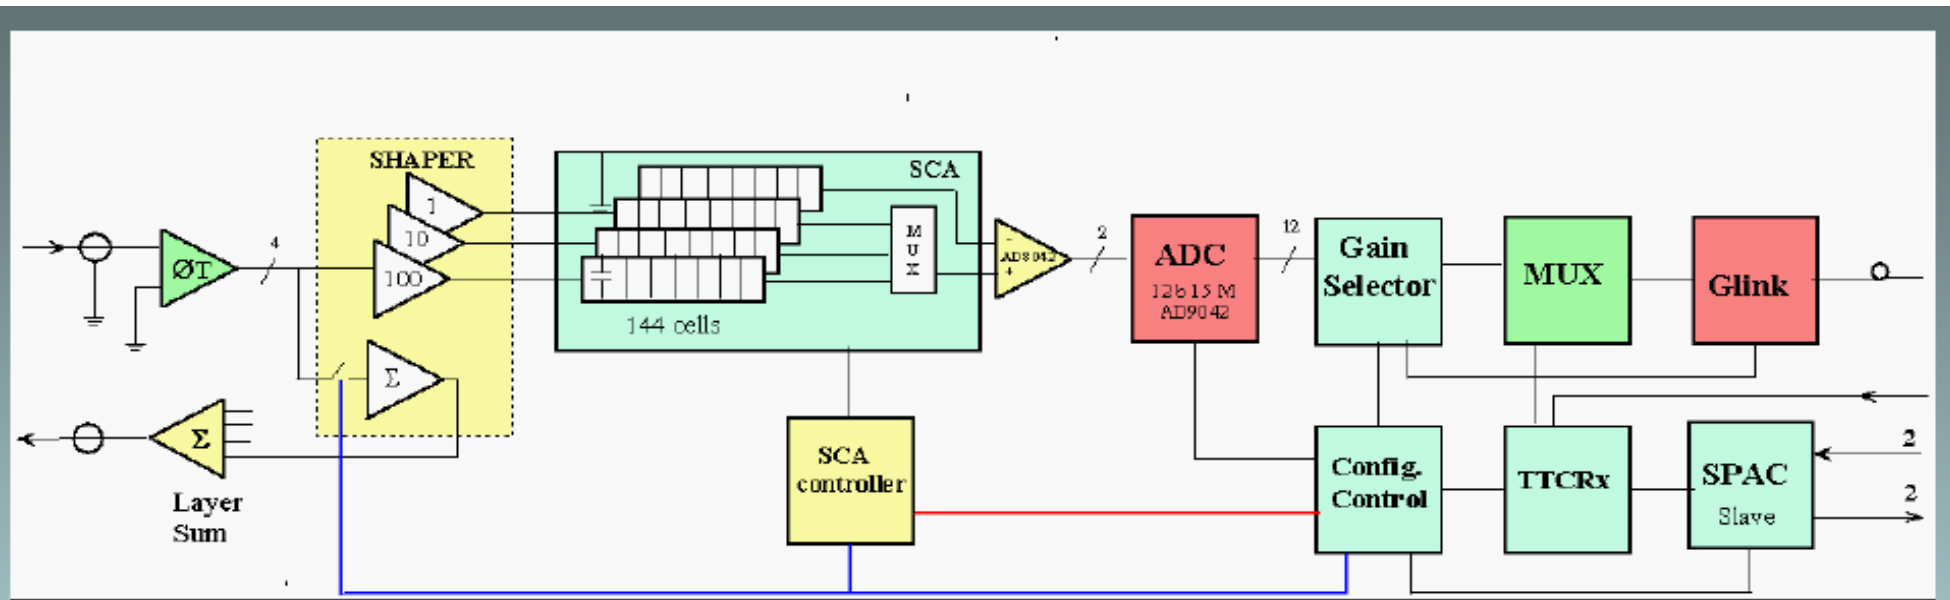 SHAPER
1
10
100
Σ
ØT
4
Σ
Layer
Sum
SCA
M
U
X
144 cells
-
AD8042
+
2
ADC
12b 15 M
AD9042
12
Gain
Selector
MUX
Glink
SCA
controller
Config.
Control
TTCRx
SPAC
Slave
2
2